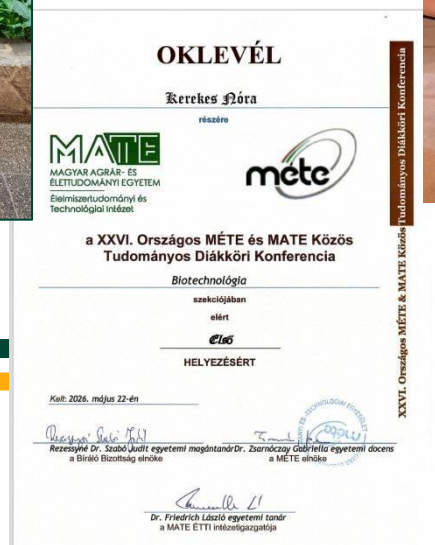 OKLEVÉL
Kerekes Nóra
részére
MATE
MAGYAR AGRÁR- ÉS
ÉLETTUDOMÁNYI EGYETEM
Élelmiszertudományi és
Technológiai Intézet
méte
a XXVI. Országos MÉTE és MATE Közös
Tudományos Diákköri Konferencia
Biotechnológia
szekciójában
elért
Első
HELYEZÉSÉRT
Kelt: 2026. május 22-én
Rezessyné Dr. Szabó Judit egyetemi magántanár
a Bíráló Bizottság elnöke
Dr. Zsarnóczay Gabriella egyetemi docens
a MÉTE elnöke
Dr. Friedrich László egyetemi tanár
a MATE ÉTTI intézetigazgatója
XXVI. Országos MÉTE & MATE Közös Tudományos Diákköri Konferencia